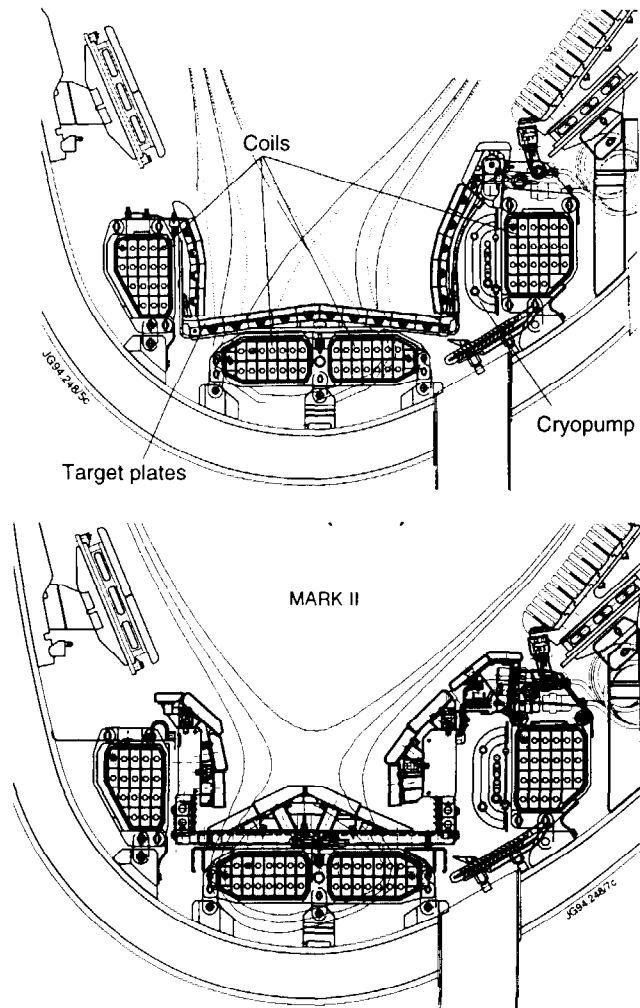 Coils
JG94.248/5c
Cryopump
Target plates
MARK II
JG94.248/7c